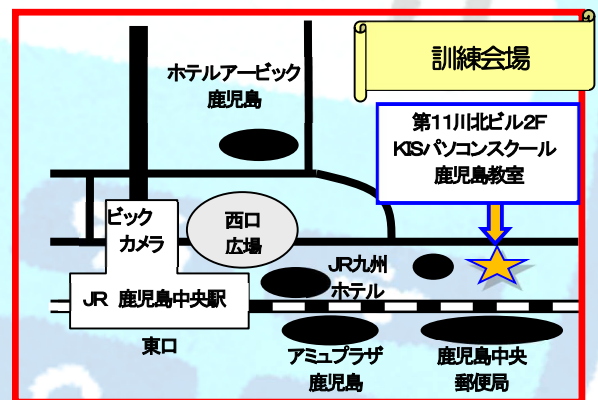 訓練会場
ホテルアービック
鹿児島
第11川北ビル2F
KISパソコンスクール
鹿児島教室
ビック
カメラ
西口
広場
JR九州
ホテル
JR 鹿児島中央駅
東口
アミュプラザ
鹿児島
鹿児島中央
郵便局